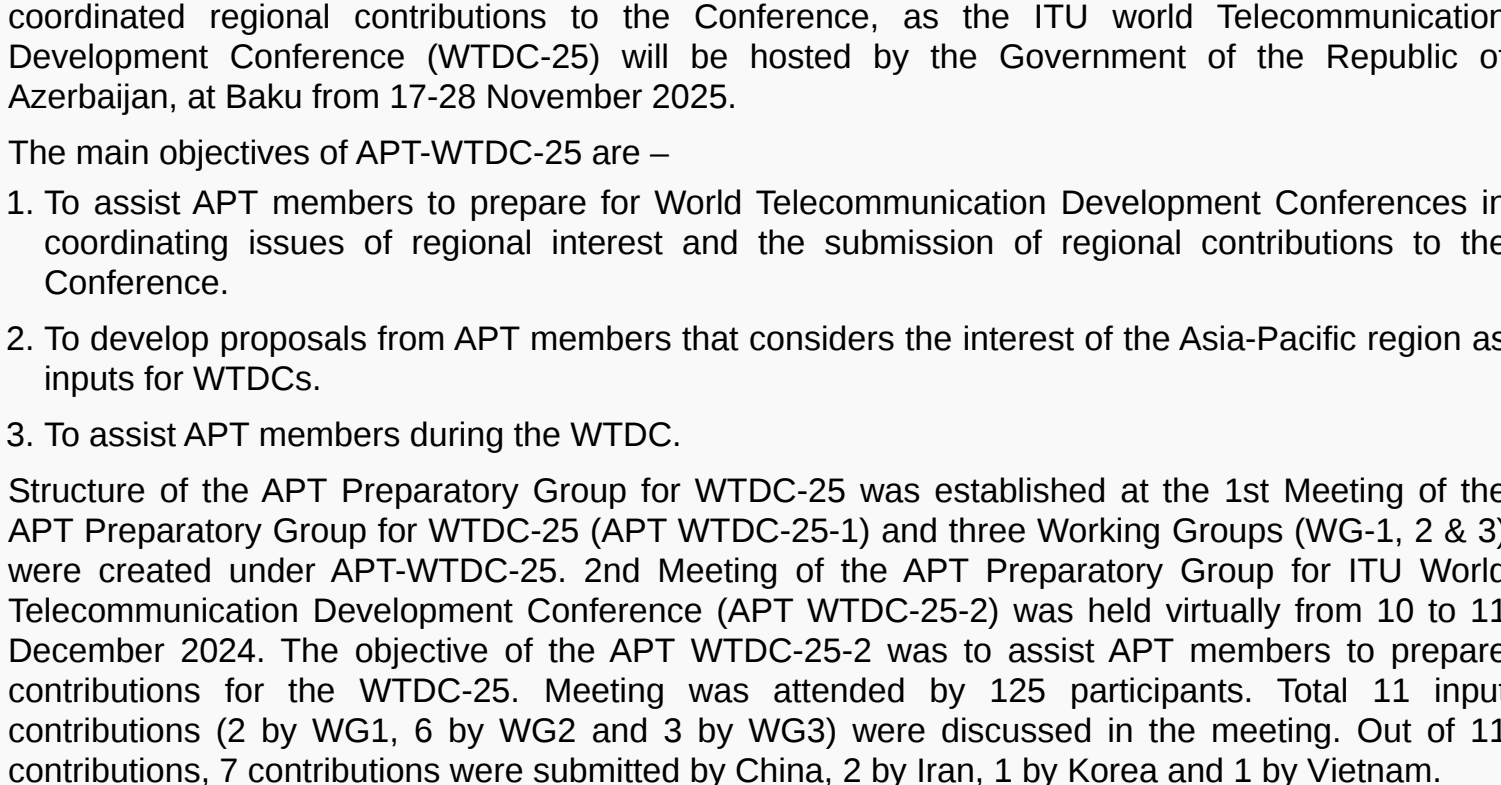 coordinated regional contributions to the Conference, as the ITU world Telecommunication
Development Conference (WTDC-25) will be hosted by the Government of the Republic of
Azerbaijan, at Baku from 17-28 November 2025.
The main objectives of APT-WTDC-25 are –
1. To assist APT members to prepare for World Telecommunication Development Conferences in
coordinating issues of regional interest and the submission of regional contributions to the
Conference.
2. To develop proposals from APT members that considers the interest of the Asia-Pacific region as
inputs for WTDCs.
3. To assist APT members during the WTDC.
Structure of the APT Preparatory Group for WTDC-25 was established at the 1st Meeting of the
APT Preparatory Group for WTDC-25 (APT WTDC-25-1) and three Working Groups (WG-1, 2 & 3)
were created under APT-WTDC-25. 2nd Meeting of the APT Preparatory Group for ITU World
Telecommunication Development Conference (APT WTDC-25-2) was held virtually from 10 to 11
December 2024. The objective of the APT WTDC-25-2 was to assist APT members to prepare
contributions for the WTDC-25. Meeting was attended by 125 participants. Total 11 input
contributions (2 by WG1, 6 by WG2 and 3 by WG3) were discussed in the meeting. Out of 11
contributions, 7 contributions were submitted by China, 2 by Iran, 1 by Korea and 1 by Vietnam.